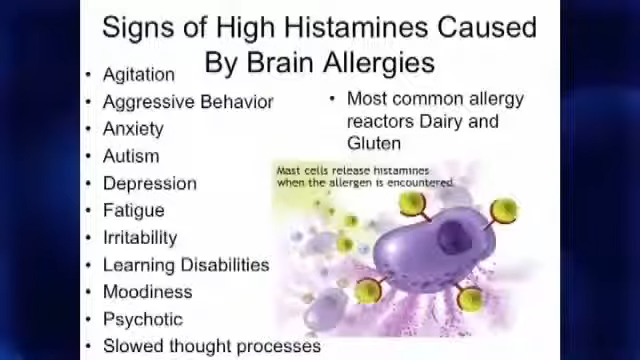 Signs of High Histamines Caused
By Brain Allergies
• Agitation
• Aggressive Behavior
• Anxiety
• Autism
• Depression
• Fatigue
• Irritability
• Learning Disabilities
• Moodiness
• Psychotic
• Slowed thought processes
• Most common allergy
reactors Dairy and
Gluten
Mast cells release histamines
when the allergen is encountered